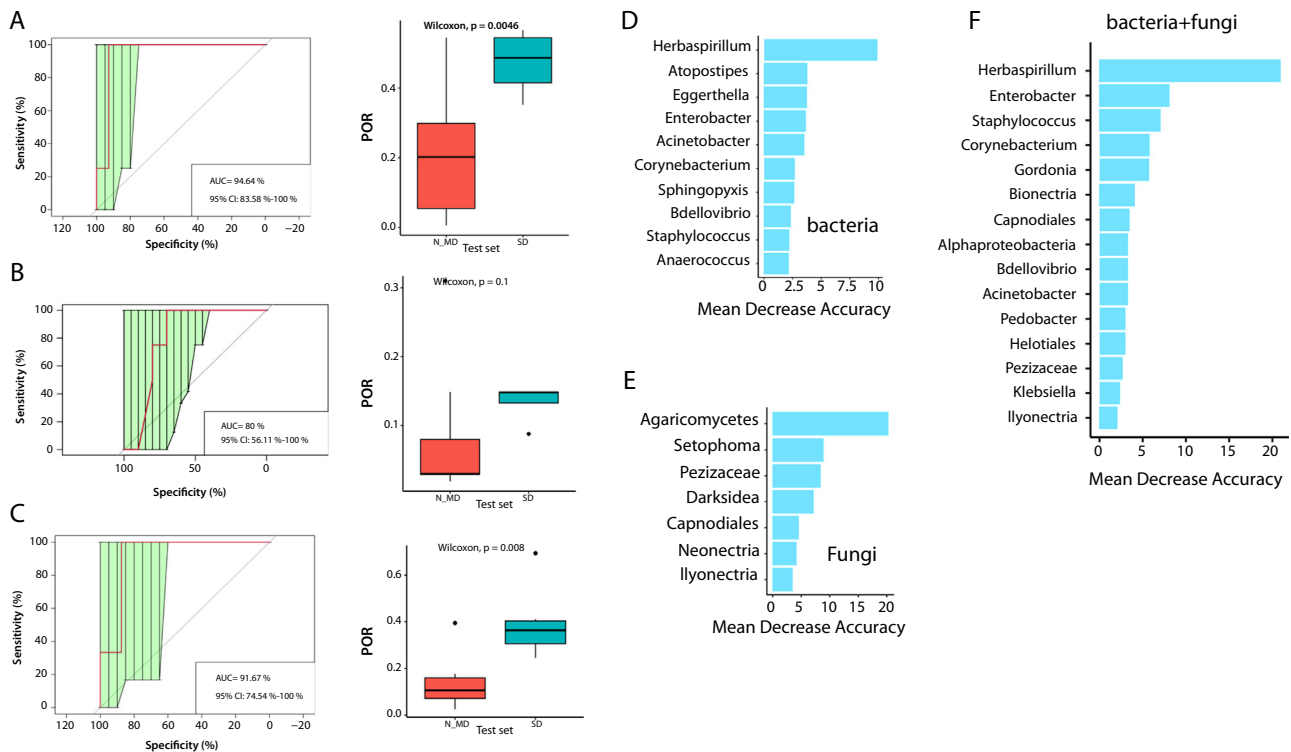 A
Sensitivity (%)
100
80
60
40
20
0
AUC= 94.64 %
95% CI: 83.58 %-100 %
120 100 80 60 40 20 0 −20
Specificity (%)
Wilcoxon, p = 0.0046
POR
0.4
0.2
0.0
N_MD SD
Test set
B
Sensitivity (%)
100
80
60
40
20
0
AUC= 80 %
95% CI: 56.11 %-100 %
100 50 0
Specificity (%)
Wilcoxon, p = 0.1
POR
0.3
0.2
0.1
N_MD SD
Test set
C
Sensitivity (%)
100
80
60
40
20
0
AUC= 91.67 %
95% CI: 74.54 %-100 %
120 100 80 60 40 20 0 −20
Specificity (%)
Wilcoxon, p = 0.008
POR
0.6
0.4
0.2
0.0
N_MD SD
Test set
D
Herbaspirillum
Atopostipes
Eggerthella
Enterobacter
Acinetobacter
Corynebacterium
Sphingopyxis
Bdellovibrio
Staphylococcus
Anaerococcus
bacteria
0 2.5 5 7.5 10
Mean Decrease Accuracy
E
Agaricomycetes
Setophoma
Pezizaceae
Darksidea
Capnodiales
Neonectria
Ilyonectria
Fungi
0 5 10 15 20
Mean Decrease Accuracy
F
bacteria+fungi
Herbaspirillum
Enterobacter
Staphylococcus
Corynebacterium
Gordonia
Bionectria
Capnodiales
Alphaproteobacteria
Bdellovibrio
Acinetobacter
Pedobacter
Helotiales
Pezizaceae
Klebsiella
Ilyonectria
0 5 10 15 20
Mean Decrease Accuracy